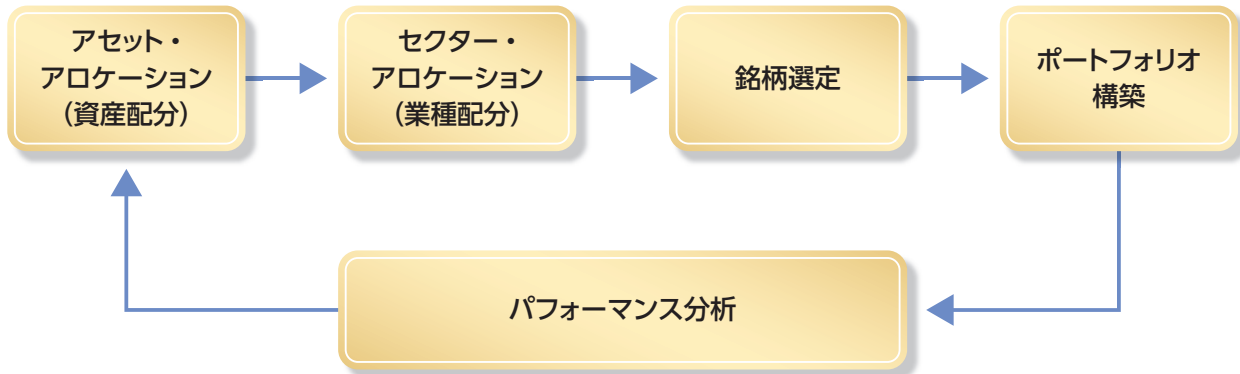 アセット・
アロケーション
（資産配分）
セクター・
アロケーション
（業種配分）
銘柄選定
ポートフォリオ
構築
パフォーマンス分析